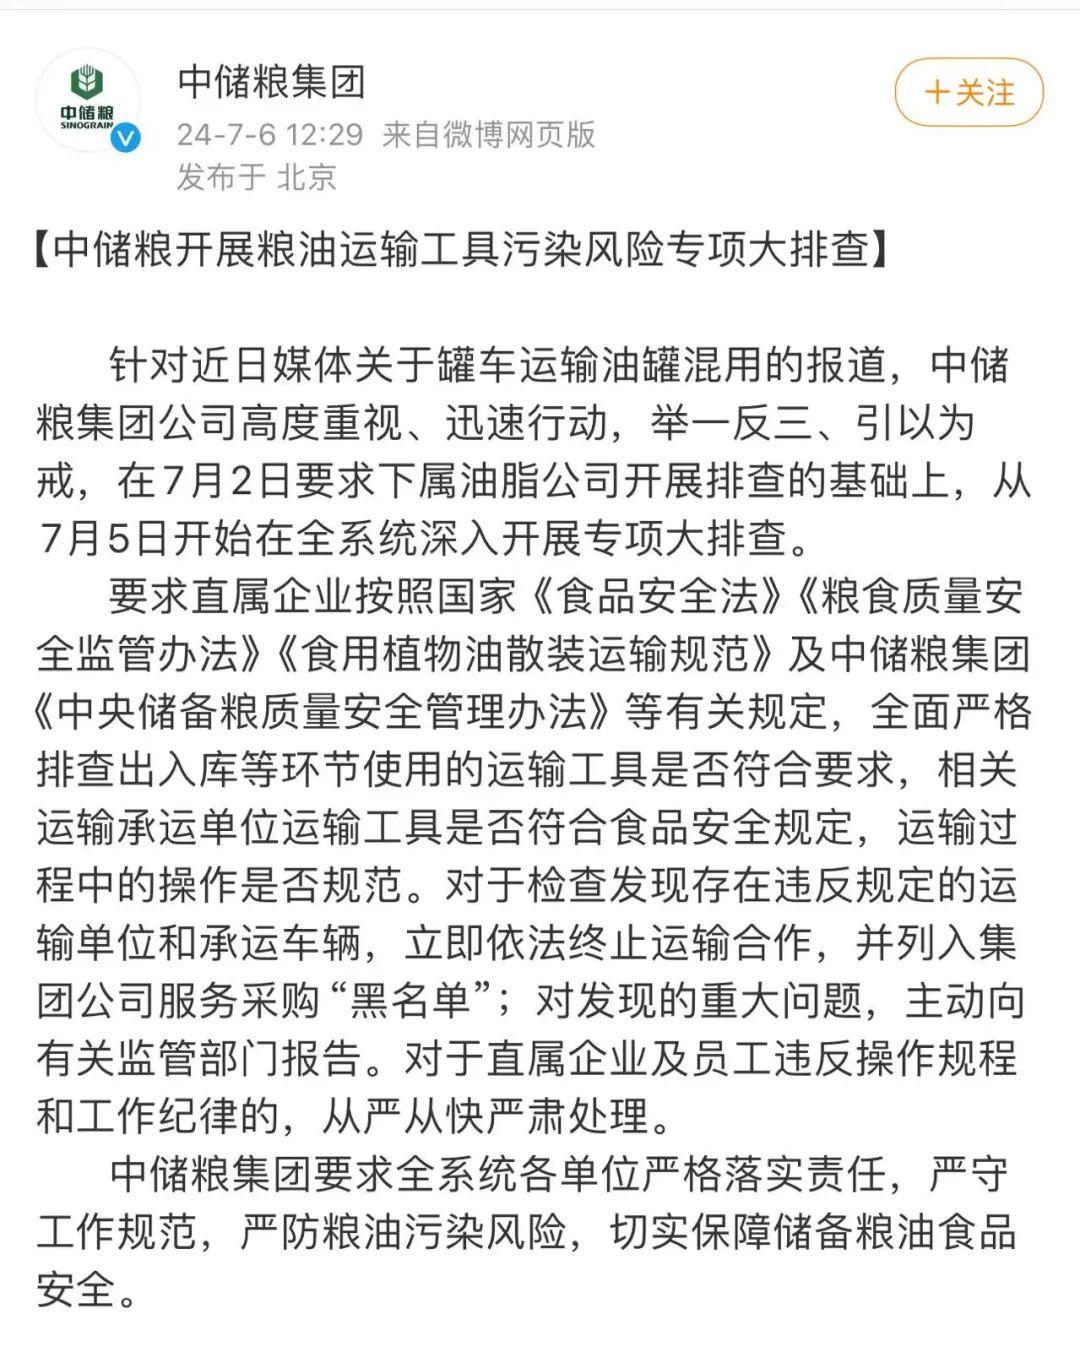 中储粮
SINOGRAIN
中储粮集团
+关注
24-7-6 12:29 来自微博网页版
发布于 北京
【中储粮开展粮油运输工具污染风险专项大排查】
针对近日媒体关于罐车运输油罐混用的报道，中储
粮集团公司高度重视、迅速行动，举一反三、引以为
戒，在7月2日要求下属油脂公司开展排查的基础上，从
7月5日开始在全系统深入开展专项大排查。
要求直属企业按照国家《食品安全法》《粮食质量安
全监管办法》《食用植物油散装运输规范》及中储粮集团
《中央储备粮质量安全管理办法》等有关规定，全面严格
排查出入库等环节使用的运输工具是否符合要求，相关
运输承运单位运输工具是否符合食品安全规定，运输过
程中的操作是否规范。对于检查发现存在违反规定的运
输单位和承运车辆，立即依法终止运输合作，并列入集
团公司服务采购“黑名单”；对发现的重大问题，主动向
有关监管部门报告。对于直属企业及员工违反操作规程
和工作纪律的，从严从快严肃处理。
中储粮集团要求全系统各单位严格落实责任，严守
工作规范，严防粮油污染风险，切实保障储备粮油食品
安全。